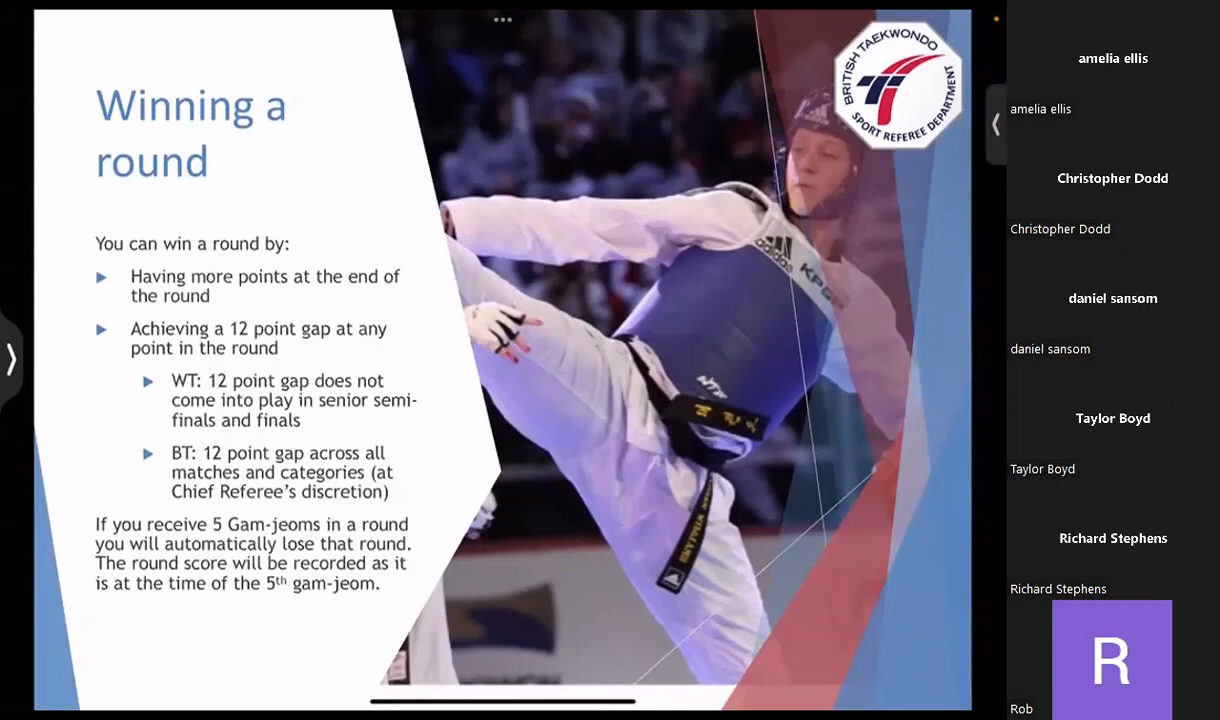 Winning a
round
You can win a round by:
Having more points at the end of
the round
Achieving a 12 point gap at any
point in the round
WT: 12 point gap does not
come into play in senior semi-
finals and finals
BT: 12 point gap across all
matches and categories (at
Chief Referee's discretion)
If you receive 5 Gam-jeoms in a round
you will automatically lose that round.
The round score will be recorded as it
is at the time of the 5th gam-jeom.
BRITISH TAEKWONDO
SPORT REFEREE DEPARTMENT
adidas
amelia ellis
amelia ellis
Christopher Dodd
Christopher Dodd
daniel sansom
daniel sansom
Taylor Boyd
Taylor Boyd
Richard Stephens
Richard Stephens
R
Rob